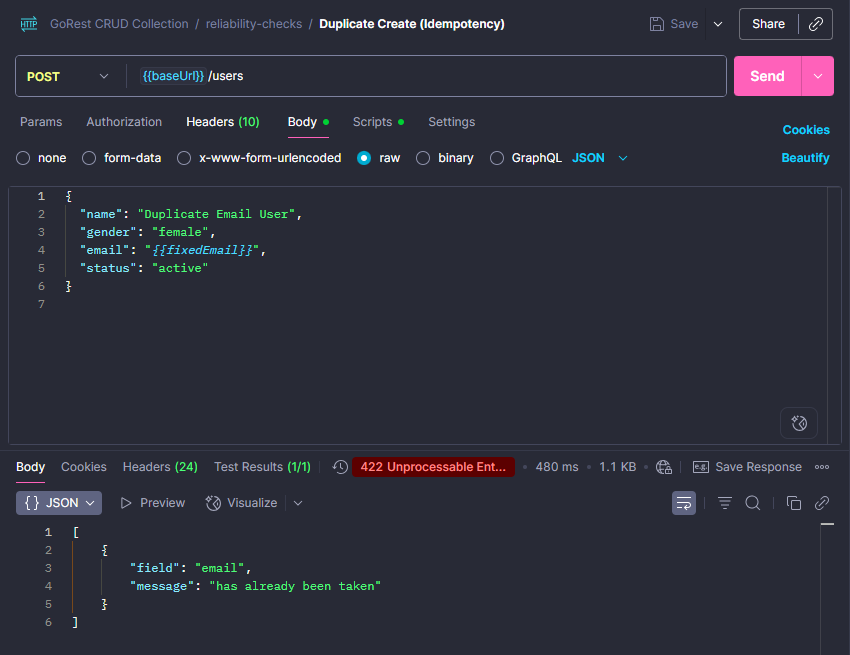 HTTP GoRest CRUD Collection / reliability-checks / Duplicate Create (Idempotency) Save Share
POST {{baseUrl}} /users Send
Params Authorization Headers (10) Body Scripts Settings Cookies
none form-data x-www-form-urlencoded raw binary GraphQL JSON Beautify
1 {
2 "name": "Duplicate Email User",
3 "gender": "female",
4 "email": "{{fixedEmail}}",
5 "status": "active"
6 }
7
Body Cookies Headers (24) Test Results (1/1) 422 Unprocessable Ent... 480 ms 1.1 KB e.g. Save Response
{} JSON Preview Visualize
1 [
2 {
3 "field": "email",
4 "message": "has already been taken"
5 }
6 ]